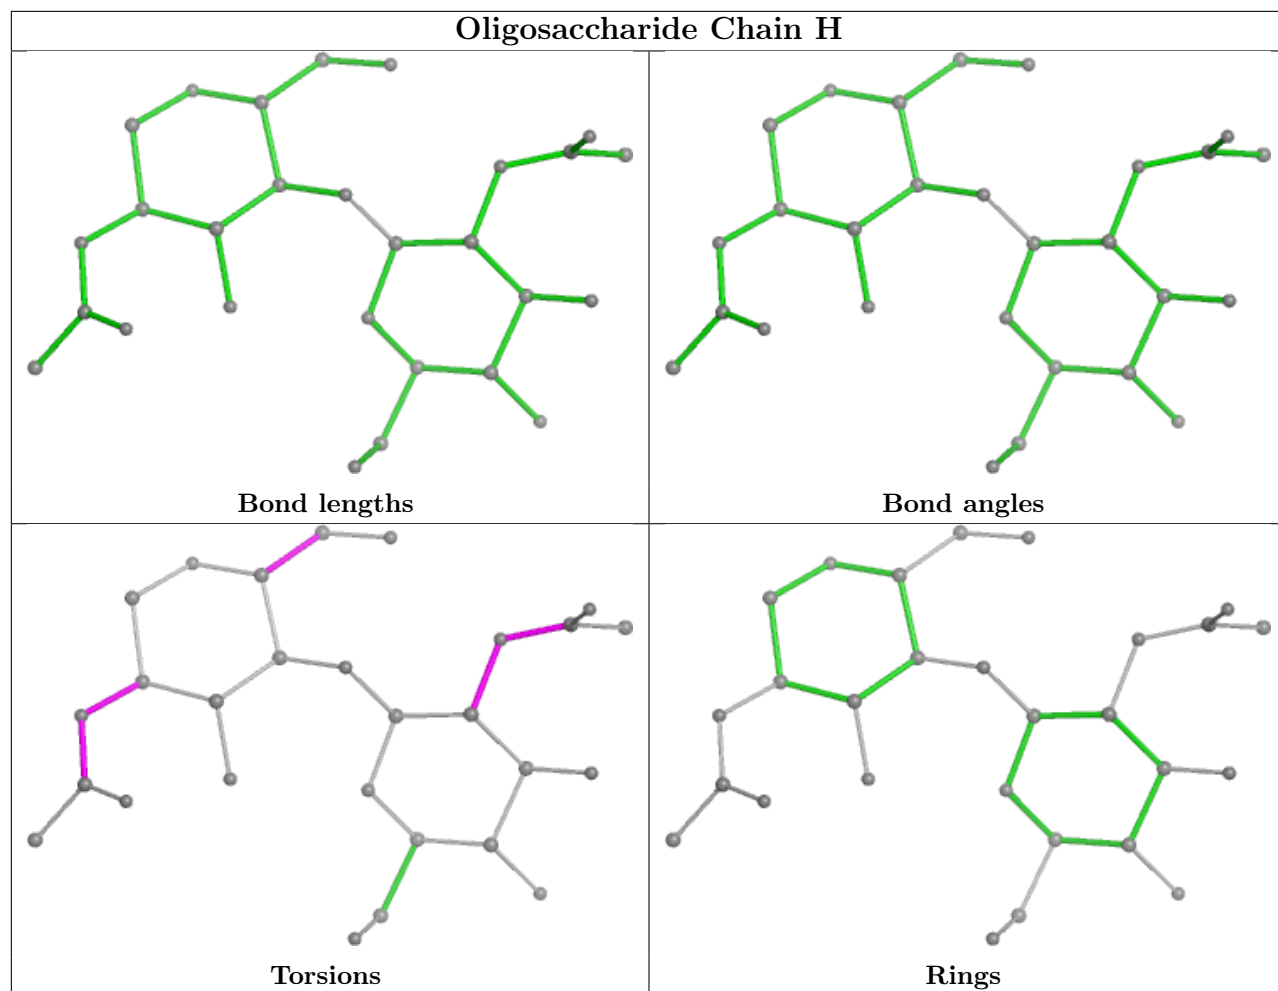 Oligosaccharide Chain H
Bond lengths
Bond angles
Torsions
Rings